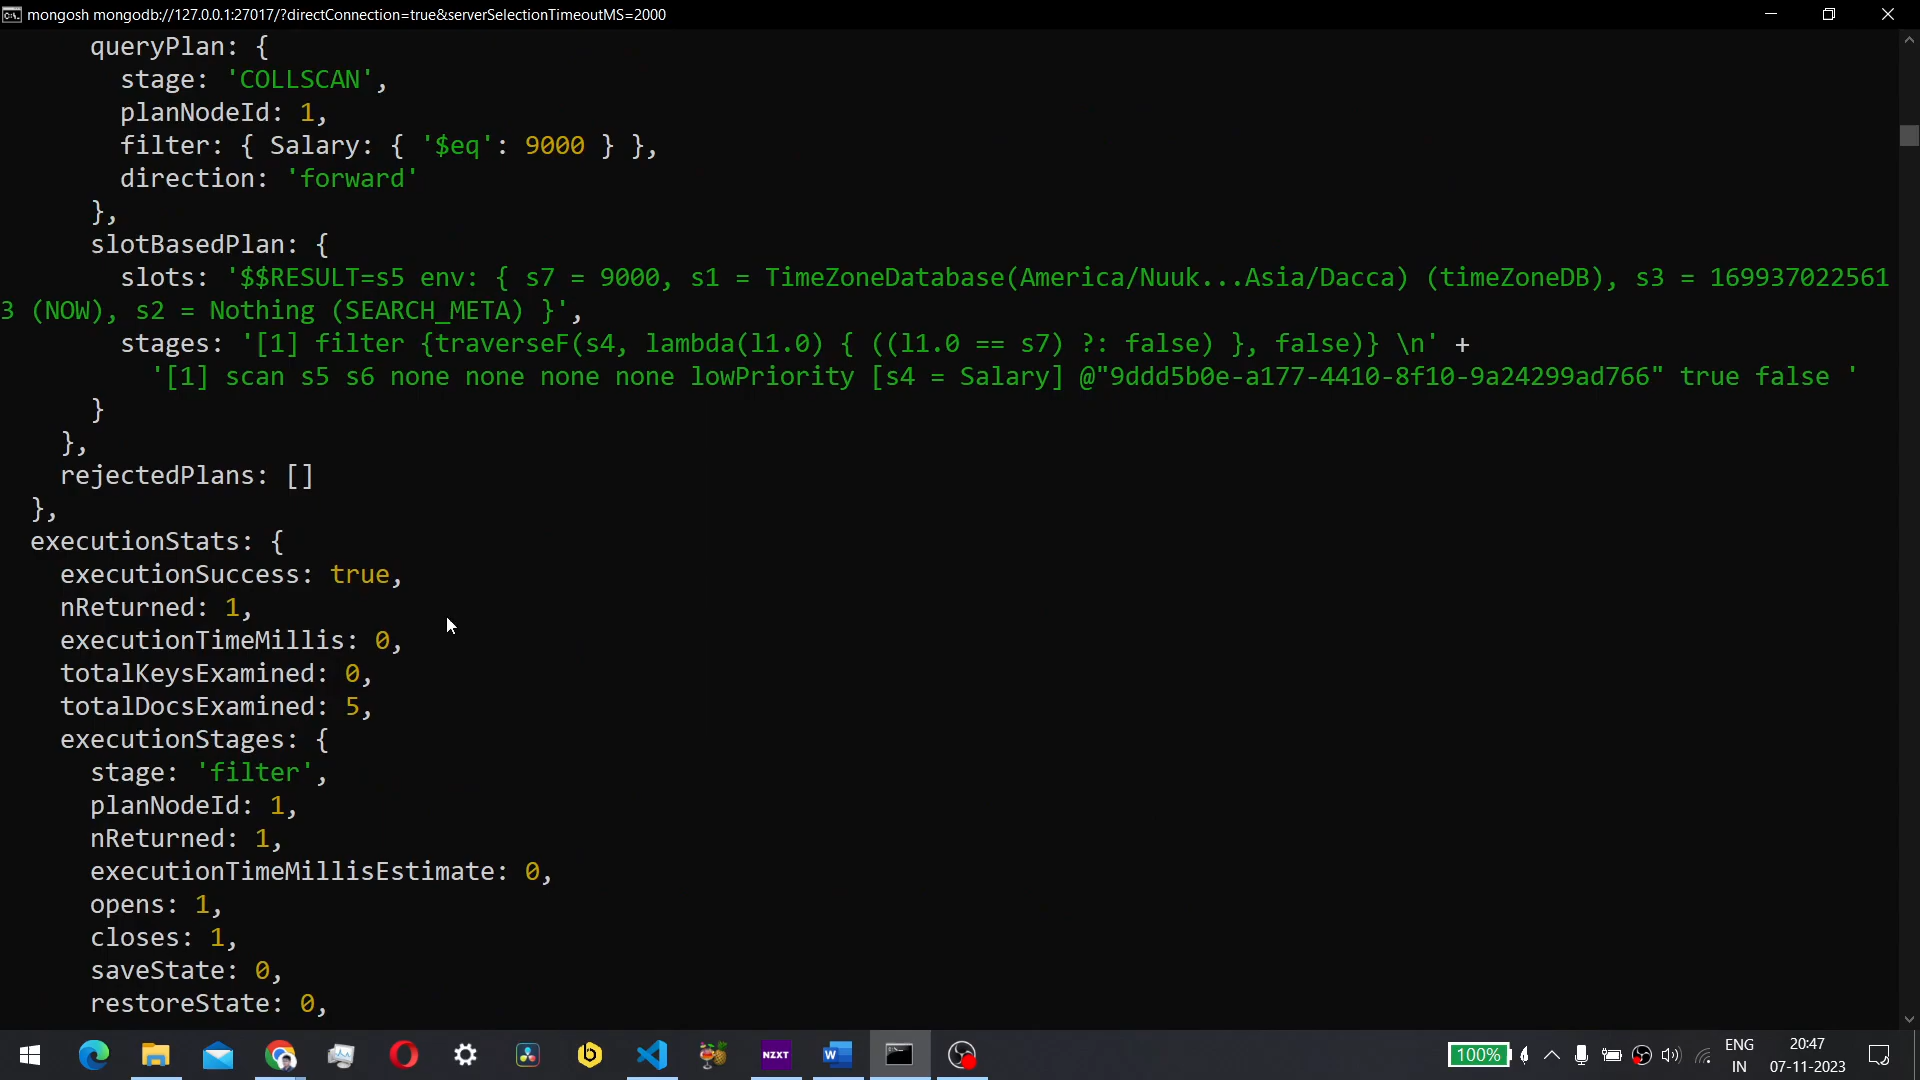 mongosh mongodb://127.0.0.1:27017/?directConnection=true&serverSelectionTimeoutMS=2000
queryPlan: {
stage: 'COLLSCAN',
planNodeId: 1,
filter: { Salary: { '$eq': 9000 } },
direction: 'forward'
},
slotBasedPlan: {
slots: '$$RESULT=s5 env: { s7 = 9000, s1 = TimeZoneDatabase(America/Nuuk...Asia/Dacca) (timeZoneDB), s3 = 169937022561
3 (NOW), s2 = Nothing (SEARCH_META) }',
stages: '[1] filter {traverseF(s4, lambda(l1.0) { ((l1.0 == s7) ?: false) }, false)} \n' +
'[1] scan s5 s6 none none none none lowPriority [s4 = Salary] @"9ddd5b0e-a177-4410-8f10-9a24299ad766" true false '
}
},
rejectedPlans: []
},
executionStats: {
executionSuccess: true,
nReturned: 1,
executionTimeMillis: 0,
totalKeysExamined: 0,
totalDocsExamined: 5,
executionStages: {
stage: 'filter',
planNodeId: 1,
nReturned: 1,
executionTimeMillisEstimate: 0,
opens: 1,
closes: 1,
saveState: 0,
restoreState: 0,
NZXT
100%
ENG
IN
20:47
07-11-2023